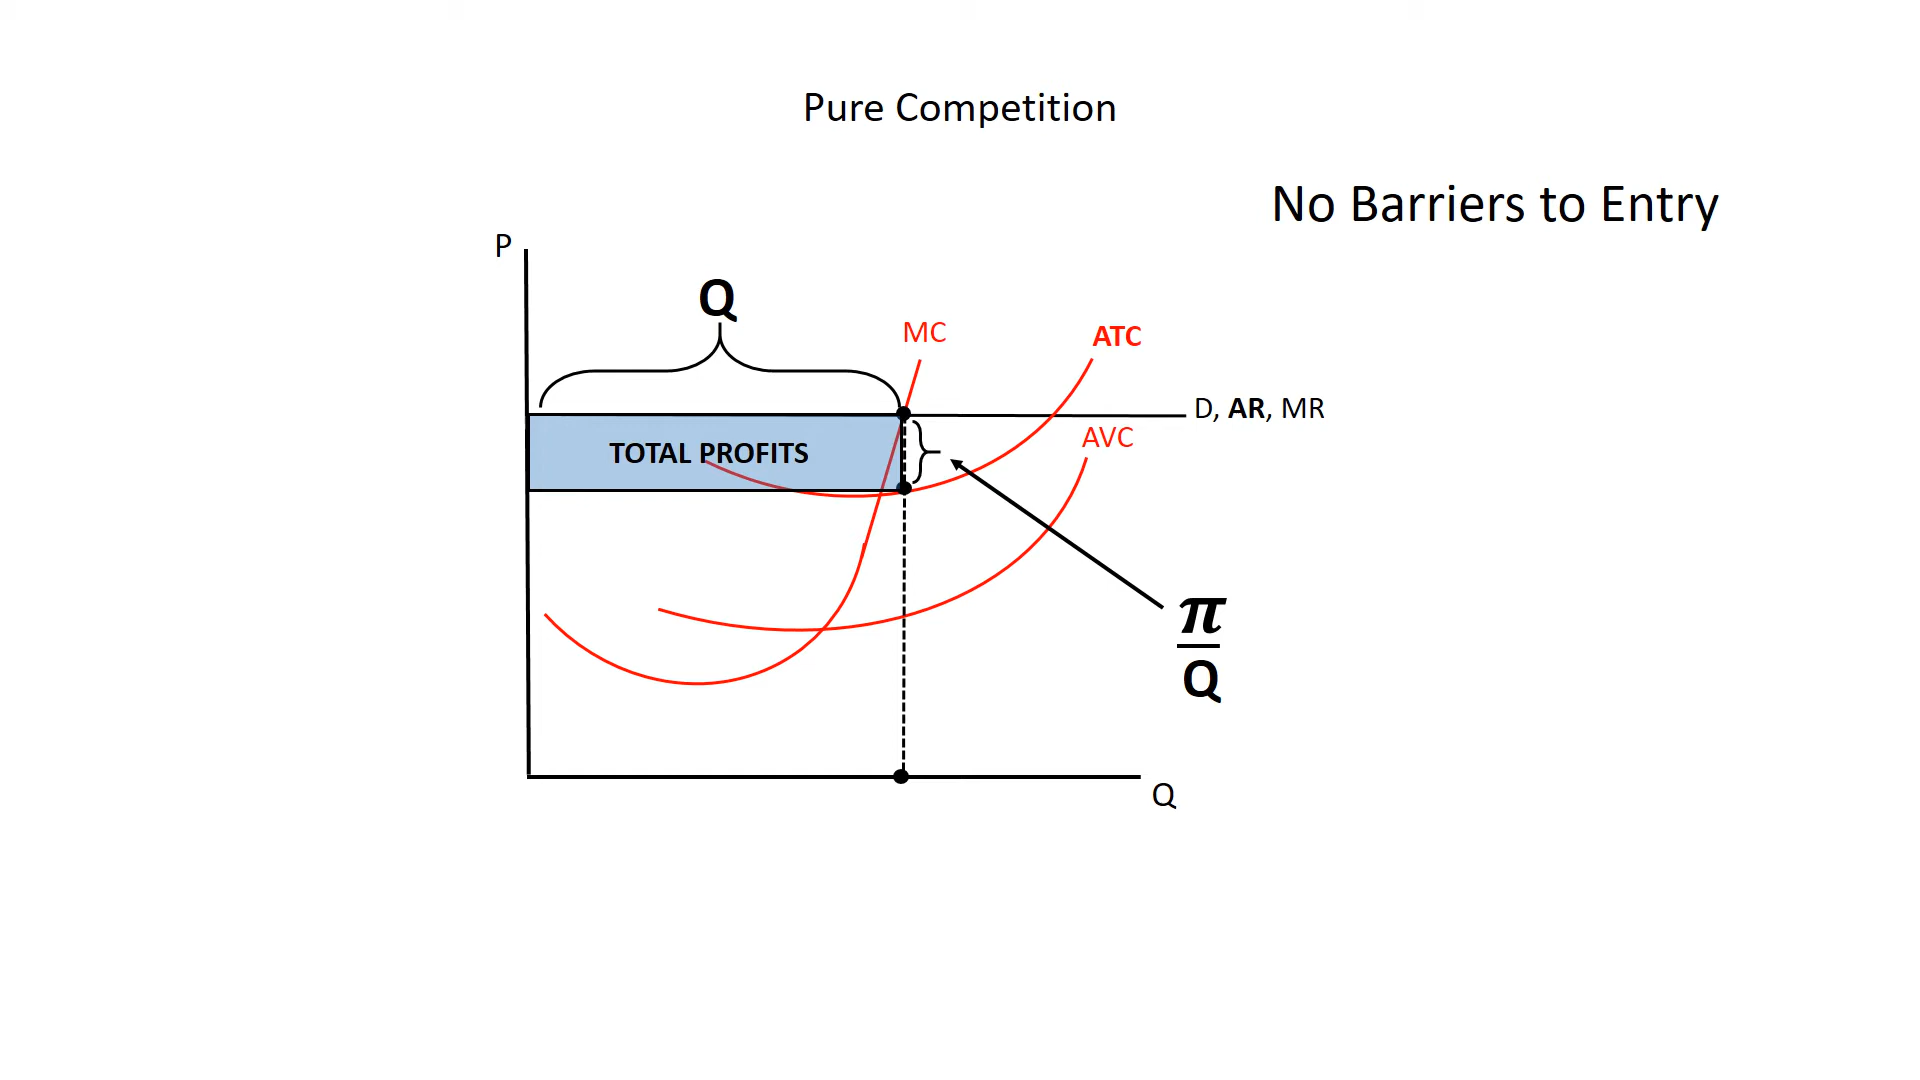 Pure Competition
No Barriers to Entry
P
Q
MC
ATC
D, AR, MR
AVC
TOTAL PROFITS
π
Q
Q